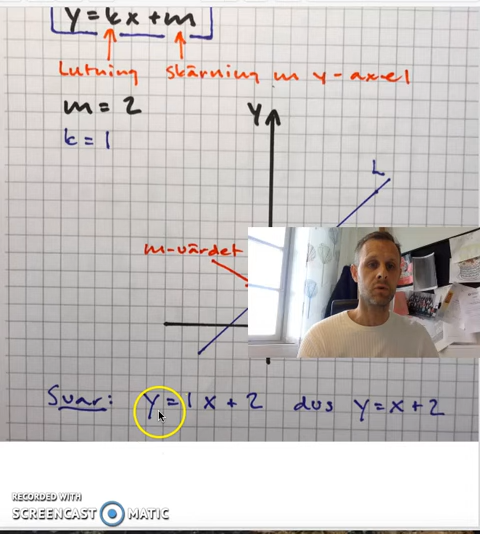 y = kx + m
Lutning skärning m y-axel
m = 2
k = 1
Y
L
m-värdet
Svar: y = 1x + 2 dvs y = x + 2
RECORDED WITH
SCREENCAST MATIC